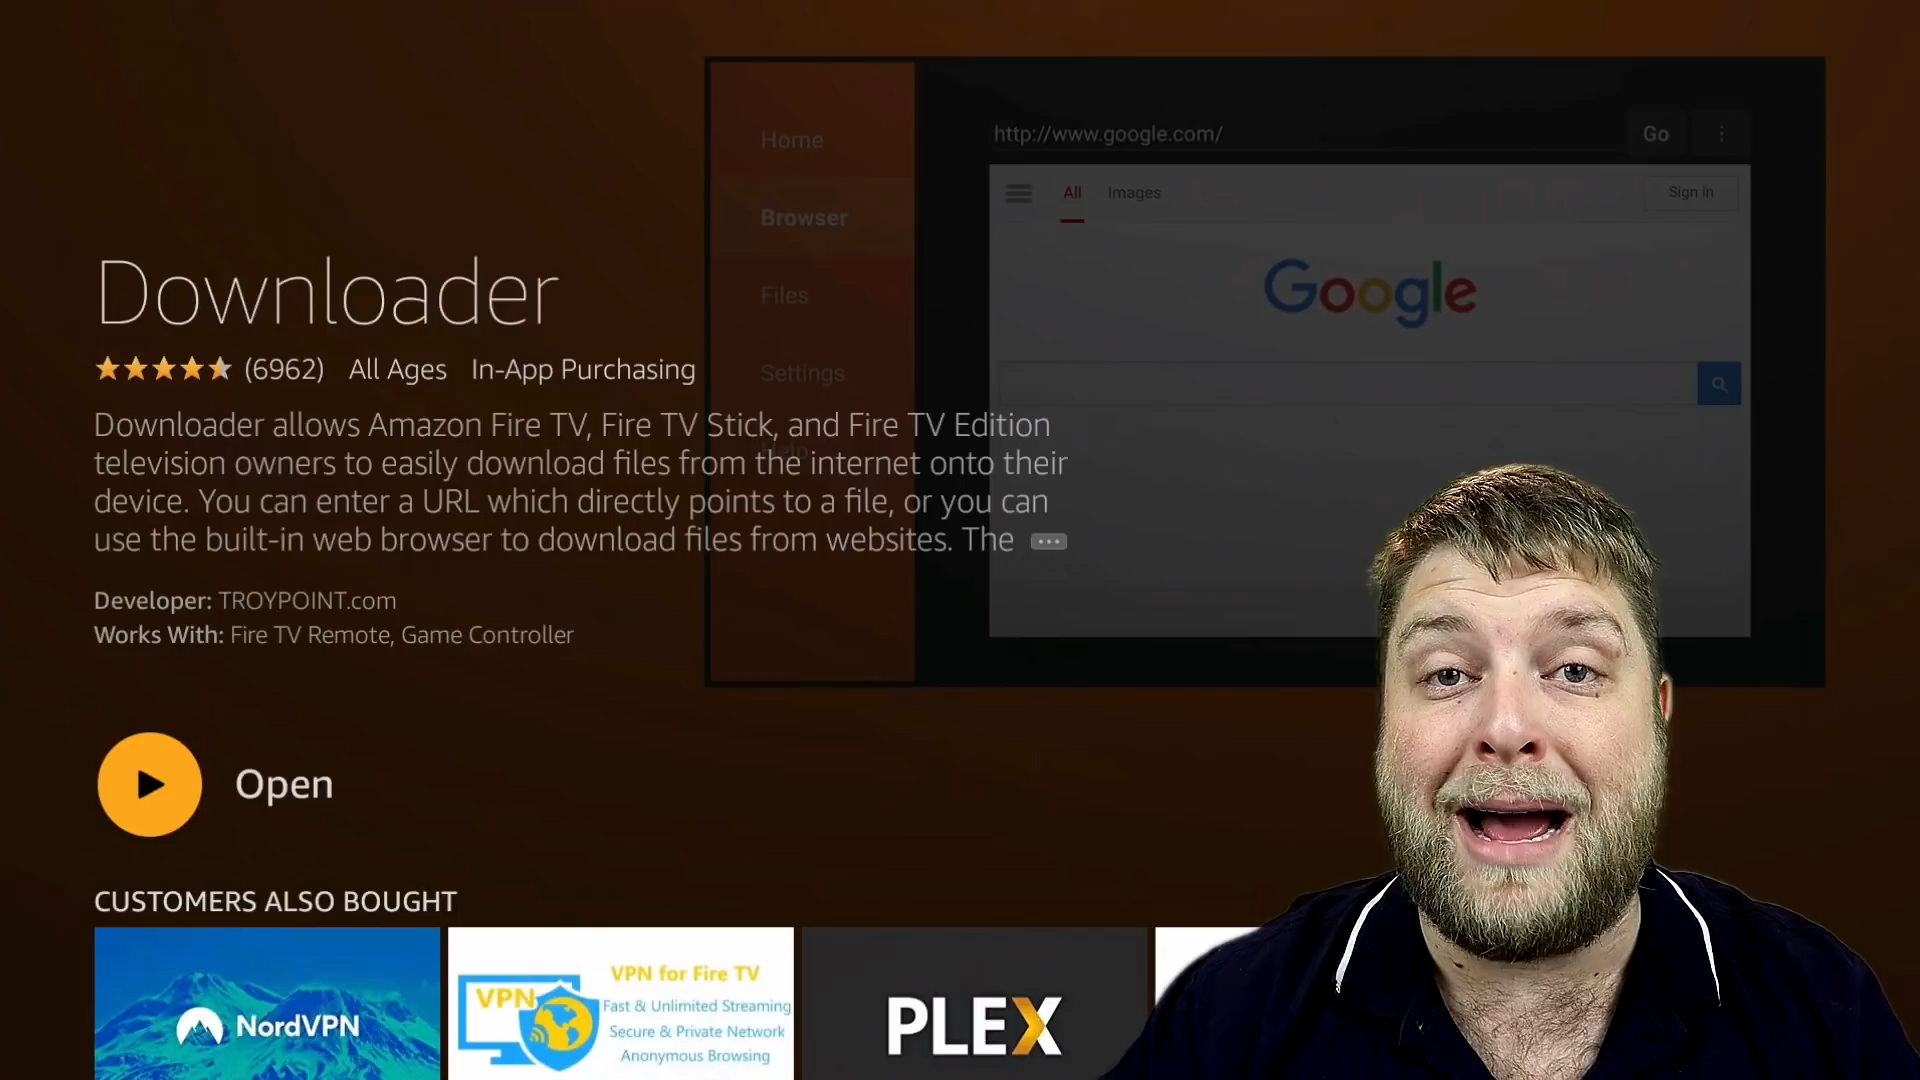 Home
Browser
Files
Settings
Help
http://www.google.com/
Go
All
Images
Sign in
Google
Downloader
(6962) All Ages In-App Purchasing
Downloader allows Amazon Fire TV, Fire TV Stick, and Fire TV Edition
television owners to easily download files from the internet onto their
device. You can enter a URL which directly points to a file, or you can
use the built-in web browser to download files from websites. The ...
Developer: TROYPOINT.com
Works With: Fire TV Remote, Game Controller
Open
CUSTOMERS ALSO BOUGHT
NordVPN
VPN
VPN for Fire TV
Fast & Unlimited Streaming
Secure & Private Network
Anonymous Browsing
PLEX